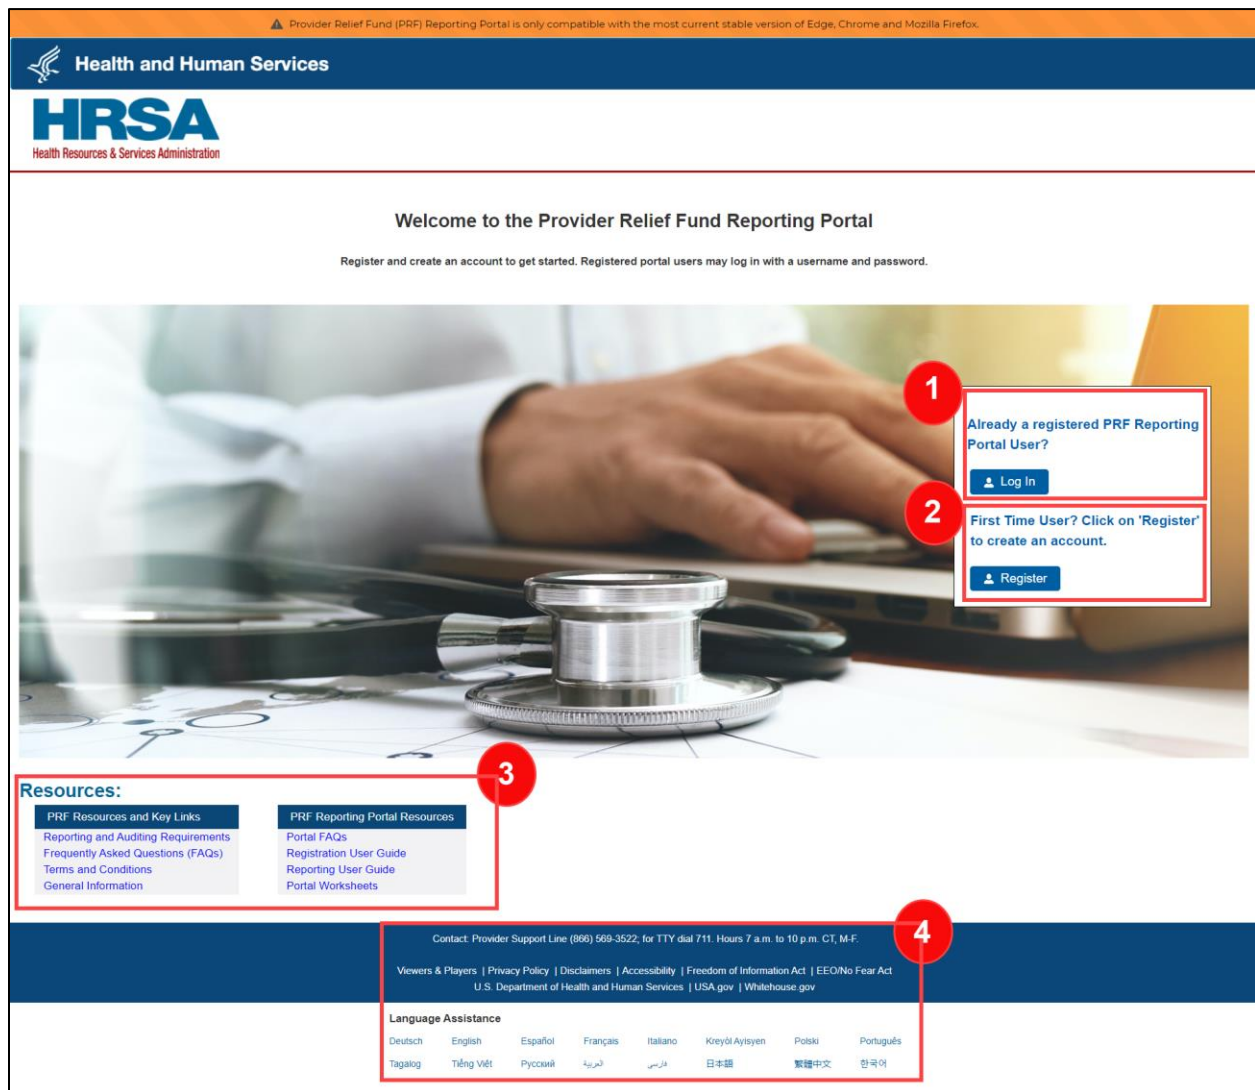 Provider Relief Fund (PRF) Reporting Portal is only compatible with the most current stable version of Edge, Chrome and Mozilla Firefox.
Health and Human Services
HRSA
Health Resources & Services Administration
Welcome to the Provider Relief Fund Reporting Portal
Register and create an account to get started. Registered portal users may log in with a username and password.
1
Already a registered PRF Reporting
Portal User?
Log In
2
First Time User? Click on 'Register'
to create an account.
Register
3
Resources:
PRF Resources and Key Links
Reporting and Auditing Requirements
Frequently Asked Questions (FAQs)
Terms and Conditions
General Information
PRF Reporting Portal Resources
Portal FAQs
Registration User Guide
Reporting User Guide
Portal Worksheets
4
Contact: Provider Support Line (866) 569-3522; for TTY dial 711. Hours 7 a.m. to 10 p.m. CT, M-F.
Viewers & Players | Privacy Policy | Disclaimers | Accessibility | Freedom of Information Act | EEO/No Fear Act
U.S. Department of Health and Human Services | USA.gov | Whitehouse.gov
Language Assistance
Deutsch English Español Français Italiano Kreyòl Ayisyen Polski Português
Tagalog Tiếng Việt Русский العربية فارسی 日本語 繁體中文 한국어